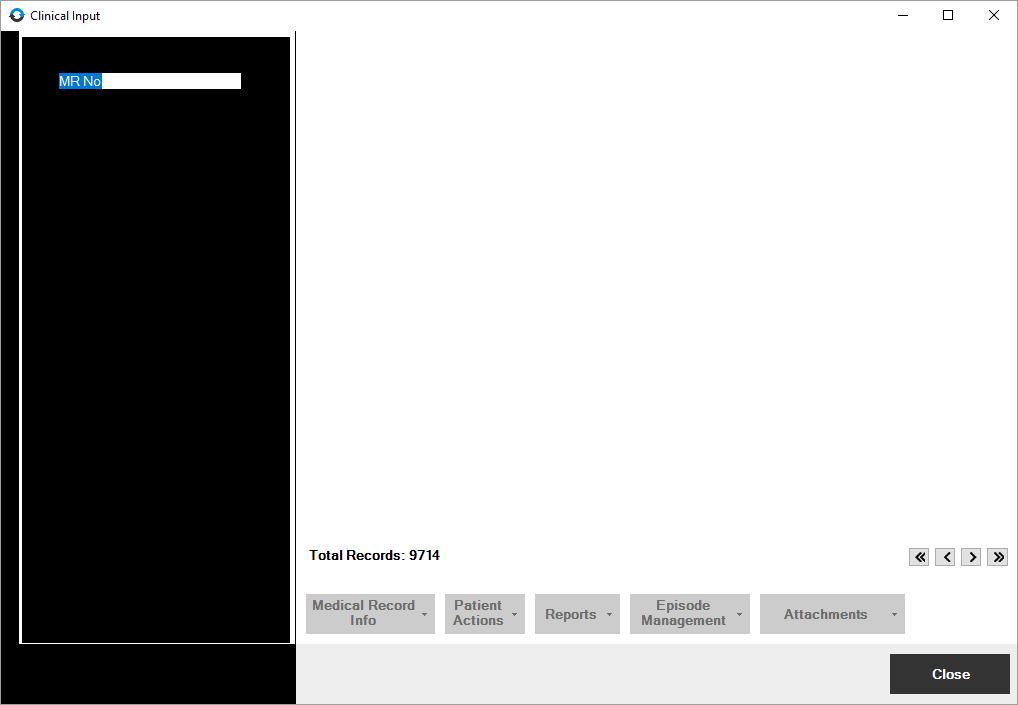 Clinical Input
MR No
Total Records: 9714
Medical Record
Info
Patient
Actions
Reports
Episode
Management
Attachments
Close